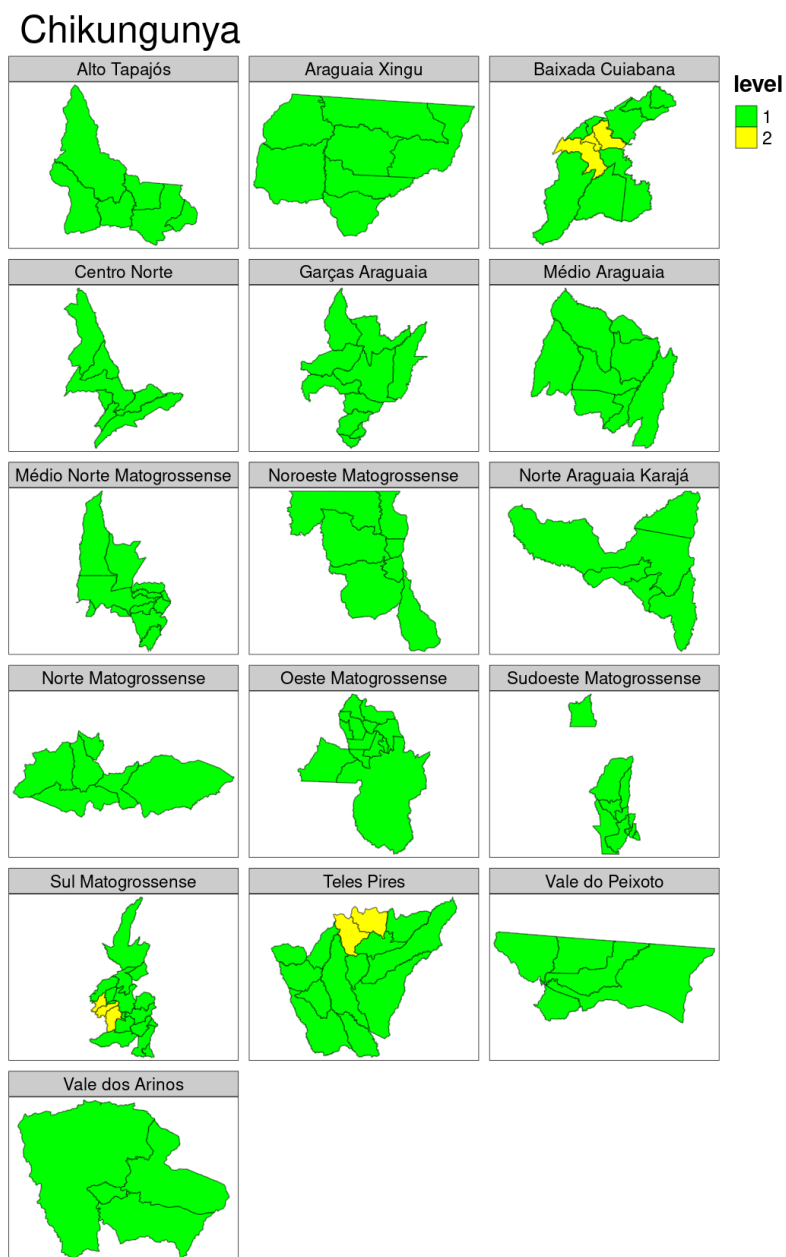 Chikungunya
Alto Tapajós
Araguaia Xingu
Baixada Cuiabana
level
1
2
Centro Norte
Garças Araguaia
Médio Araguaia
Médio Norte Matogrossense
Noroeste Matogrossense
Norte Araguaia Karajá
Norte Matogrossense
Oeste Matogrossense
Sudoeste Matogrossense
Sul Matogrossense
Teles Pires
Vale do Peixoto
Vale dos Arinos